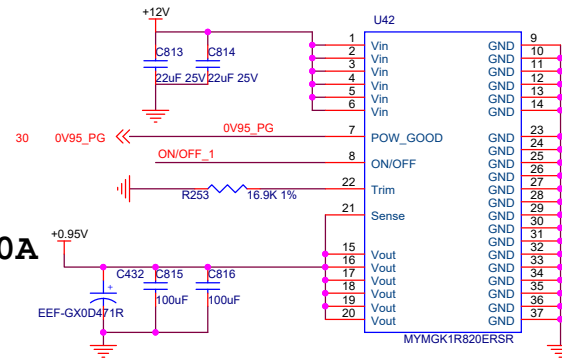 +12V
U42
C813
C814
22uF 25V
22uF 25V
1 Vin GND 9
2 Vin GND 10
3 Vin GND 11
4 Vin GND 12
5 Vin GND 13
6 Vin GND 14
30 0V95_PG
0V95_PG
7 POW_GOOD GND 23
GND 24
ON/OFF_1
8 ON/OFF GND 25
GND 26
R253 16.9K 1%
22 Trim GND 27
GND 28
21 Sense GND 29
GND 30
GND 31
0A
+0.95V
15 Vout GND 32
16 Vout GND 33
17 Vout GND 34
18 Vout GND 35
19 Vout GND 36
20 Vout GND 37
C432
C815
C816
+
100uF
100uF
EEF-GX0D471R
MYMGK1R820ERSR